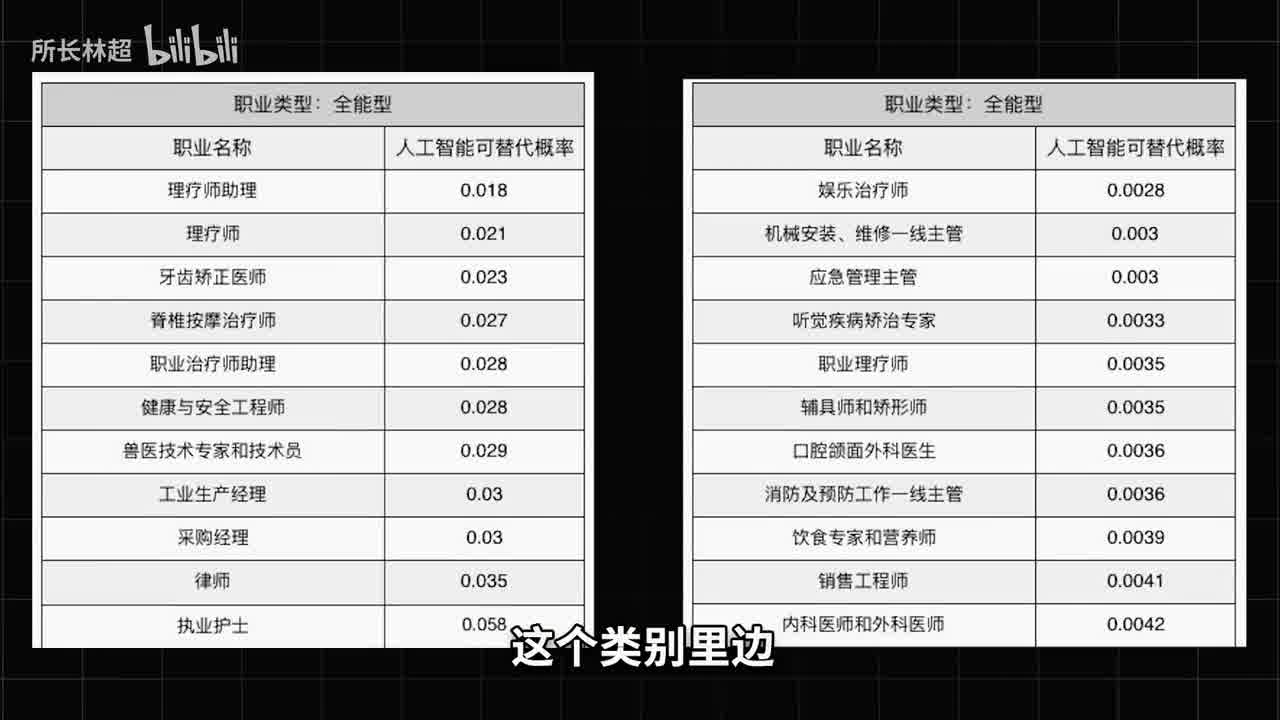 所长林超 bilibili
职业类型：全能型
职业名称 人工智能可替代概率
理疗师助理 0.018
理疗师 0.021
牙齿矫正医师 0.023
脊椎按摩治疗师 0.027
职业治疗师助理 0.028
健康与安全工程师 0.028
兽医技术专家和技术员 0.029
工业生产经理 0.03
采购经理 0.03
律师 0.035
执业护士 0.058
职业类型：全能型
职业名称 人工智能可替代概率
娱乐治疗师 0.0028
机械安装、维修一线主管 0.003
应急管理主管 0.003
听觉疾病矫治专家 0.0033
职业理疗师 0.0035
辅具师和矫形师 0.0035
口腔颌面外科医生 0.0036
消防及预防工作一线主管 0.0036
饮食专家和营养师 0.0039
销售工程师 0.0041
内科医师和外科医师 0.0042
这个类别里边